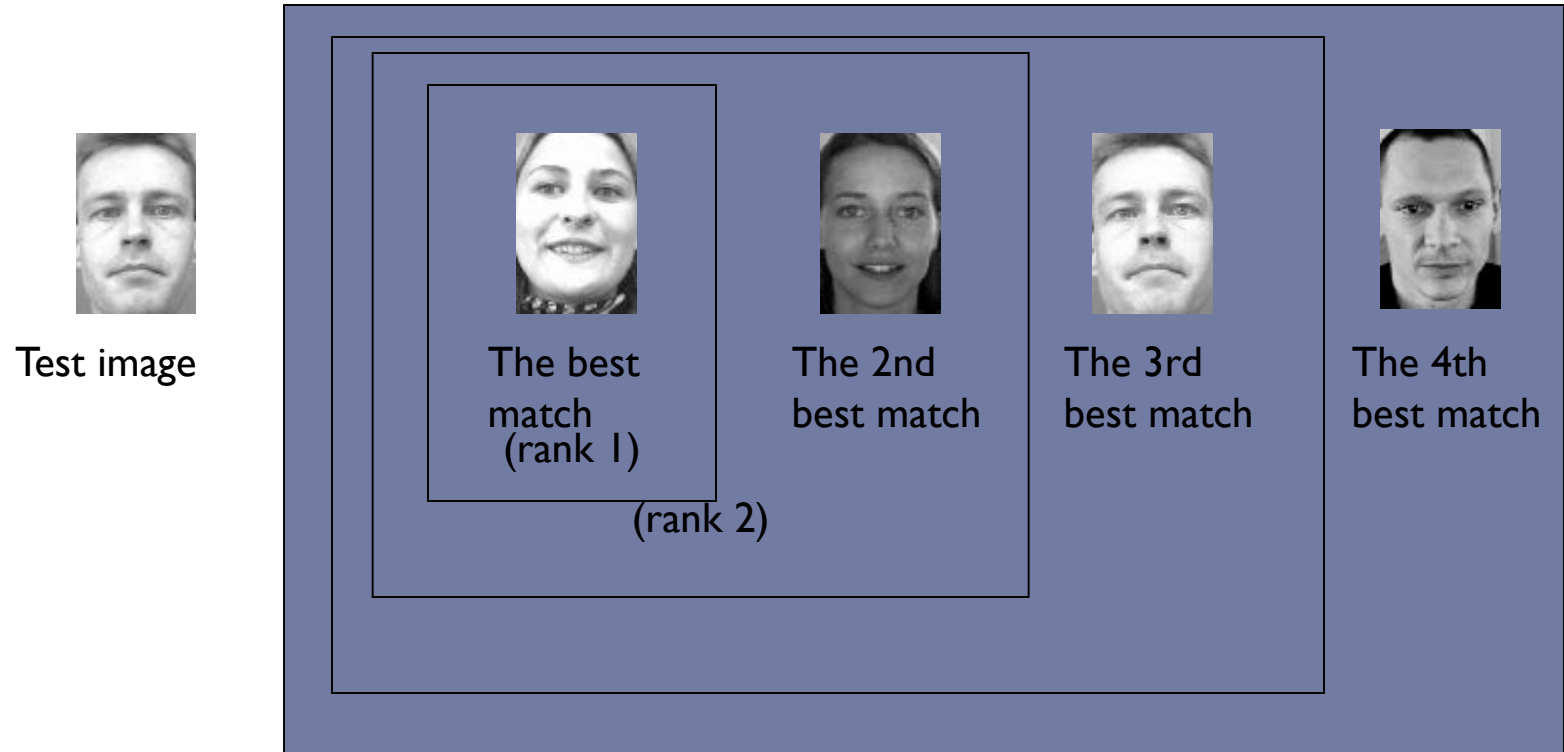 Test image
The best
match
(rank 1)
The 2nd
best match
The 3rd
best match
The 4th
best match
(rank 2)